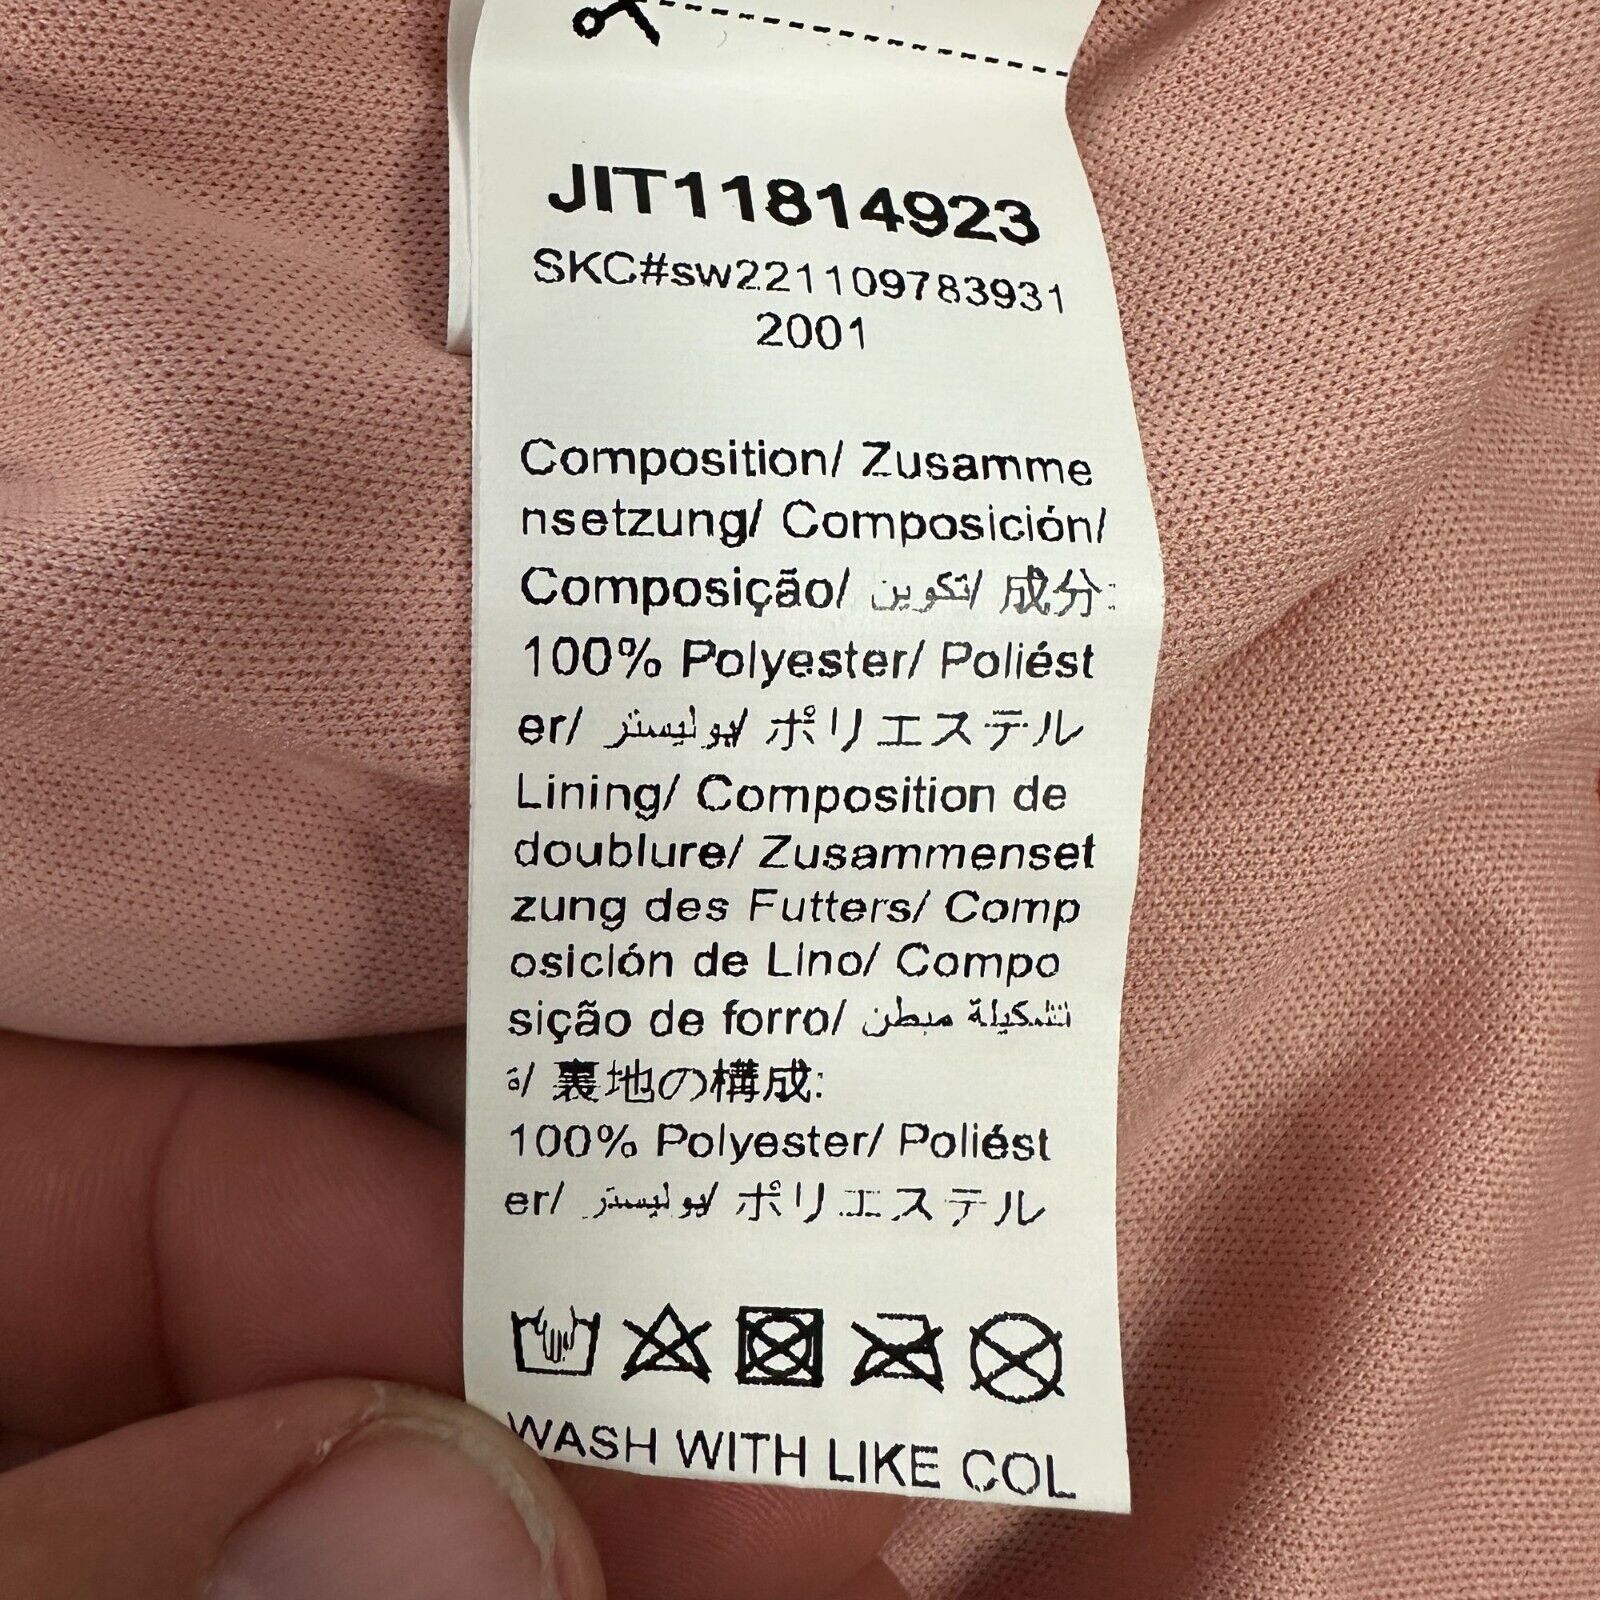 JIT11814923
SKC#sw221109783931
2001
Composition/ Zusamme
nsetzung/ Composición/
Composição/ تكوين/ 成分:
100% Polyester/ Poliést
er/ بوليستر/ ポリエステル
Lining/ Composition de
doublure/ Zusammenset
zung des Futters/ Comp
osición de Lino/ Compo
sição de forro/ تشكيلة مبطن
ة/ 裏地の構成:
100% Polyester/ Poliést
er/ بوليستر/ ポリエステル
WASH WITH LIKE COL